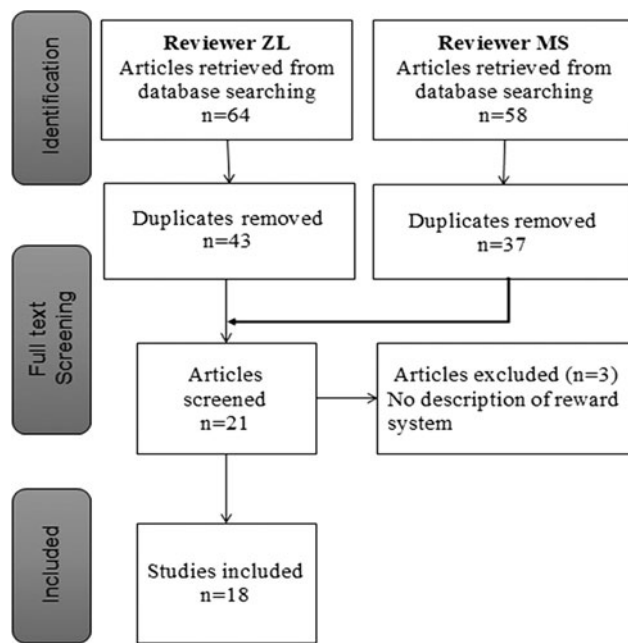 Identification
Reviewer ZL
Articles retrieved from
database searching
n=64
Reviewer MS
Articles retrieved from
database searching
n=58
Duplicates removed
n=43
Duplicates removed
n=37
Full text
Screening
Articles
screened
n=21
Articles excluded (n=3)
No description of reward
system
Included
Studies included
n=18